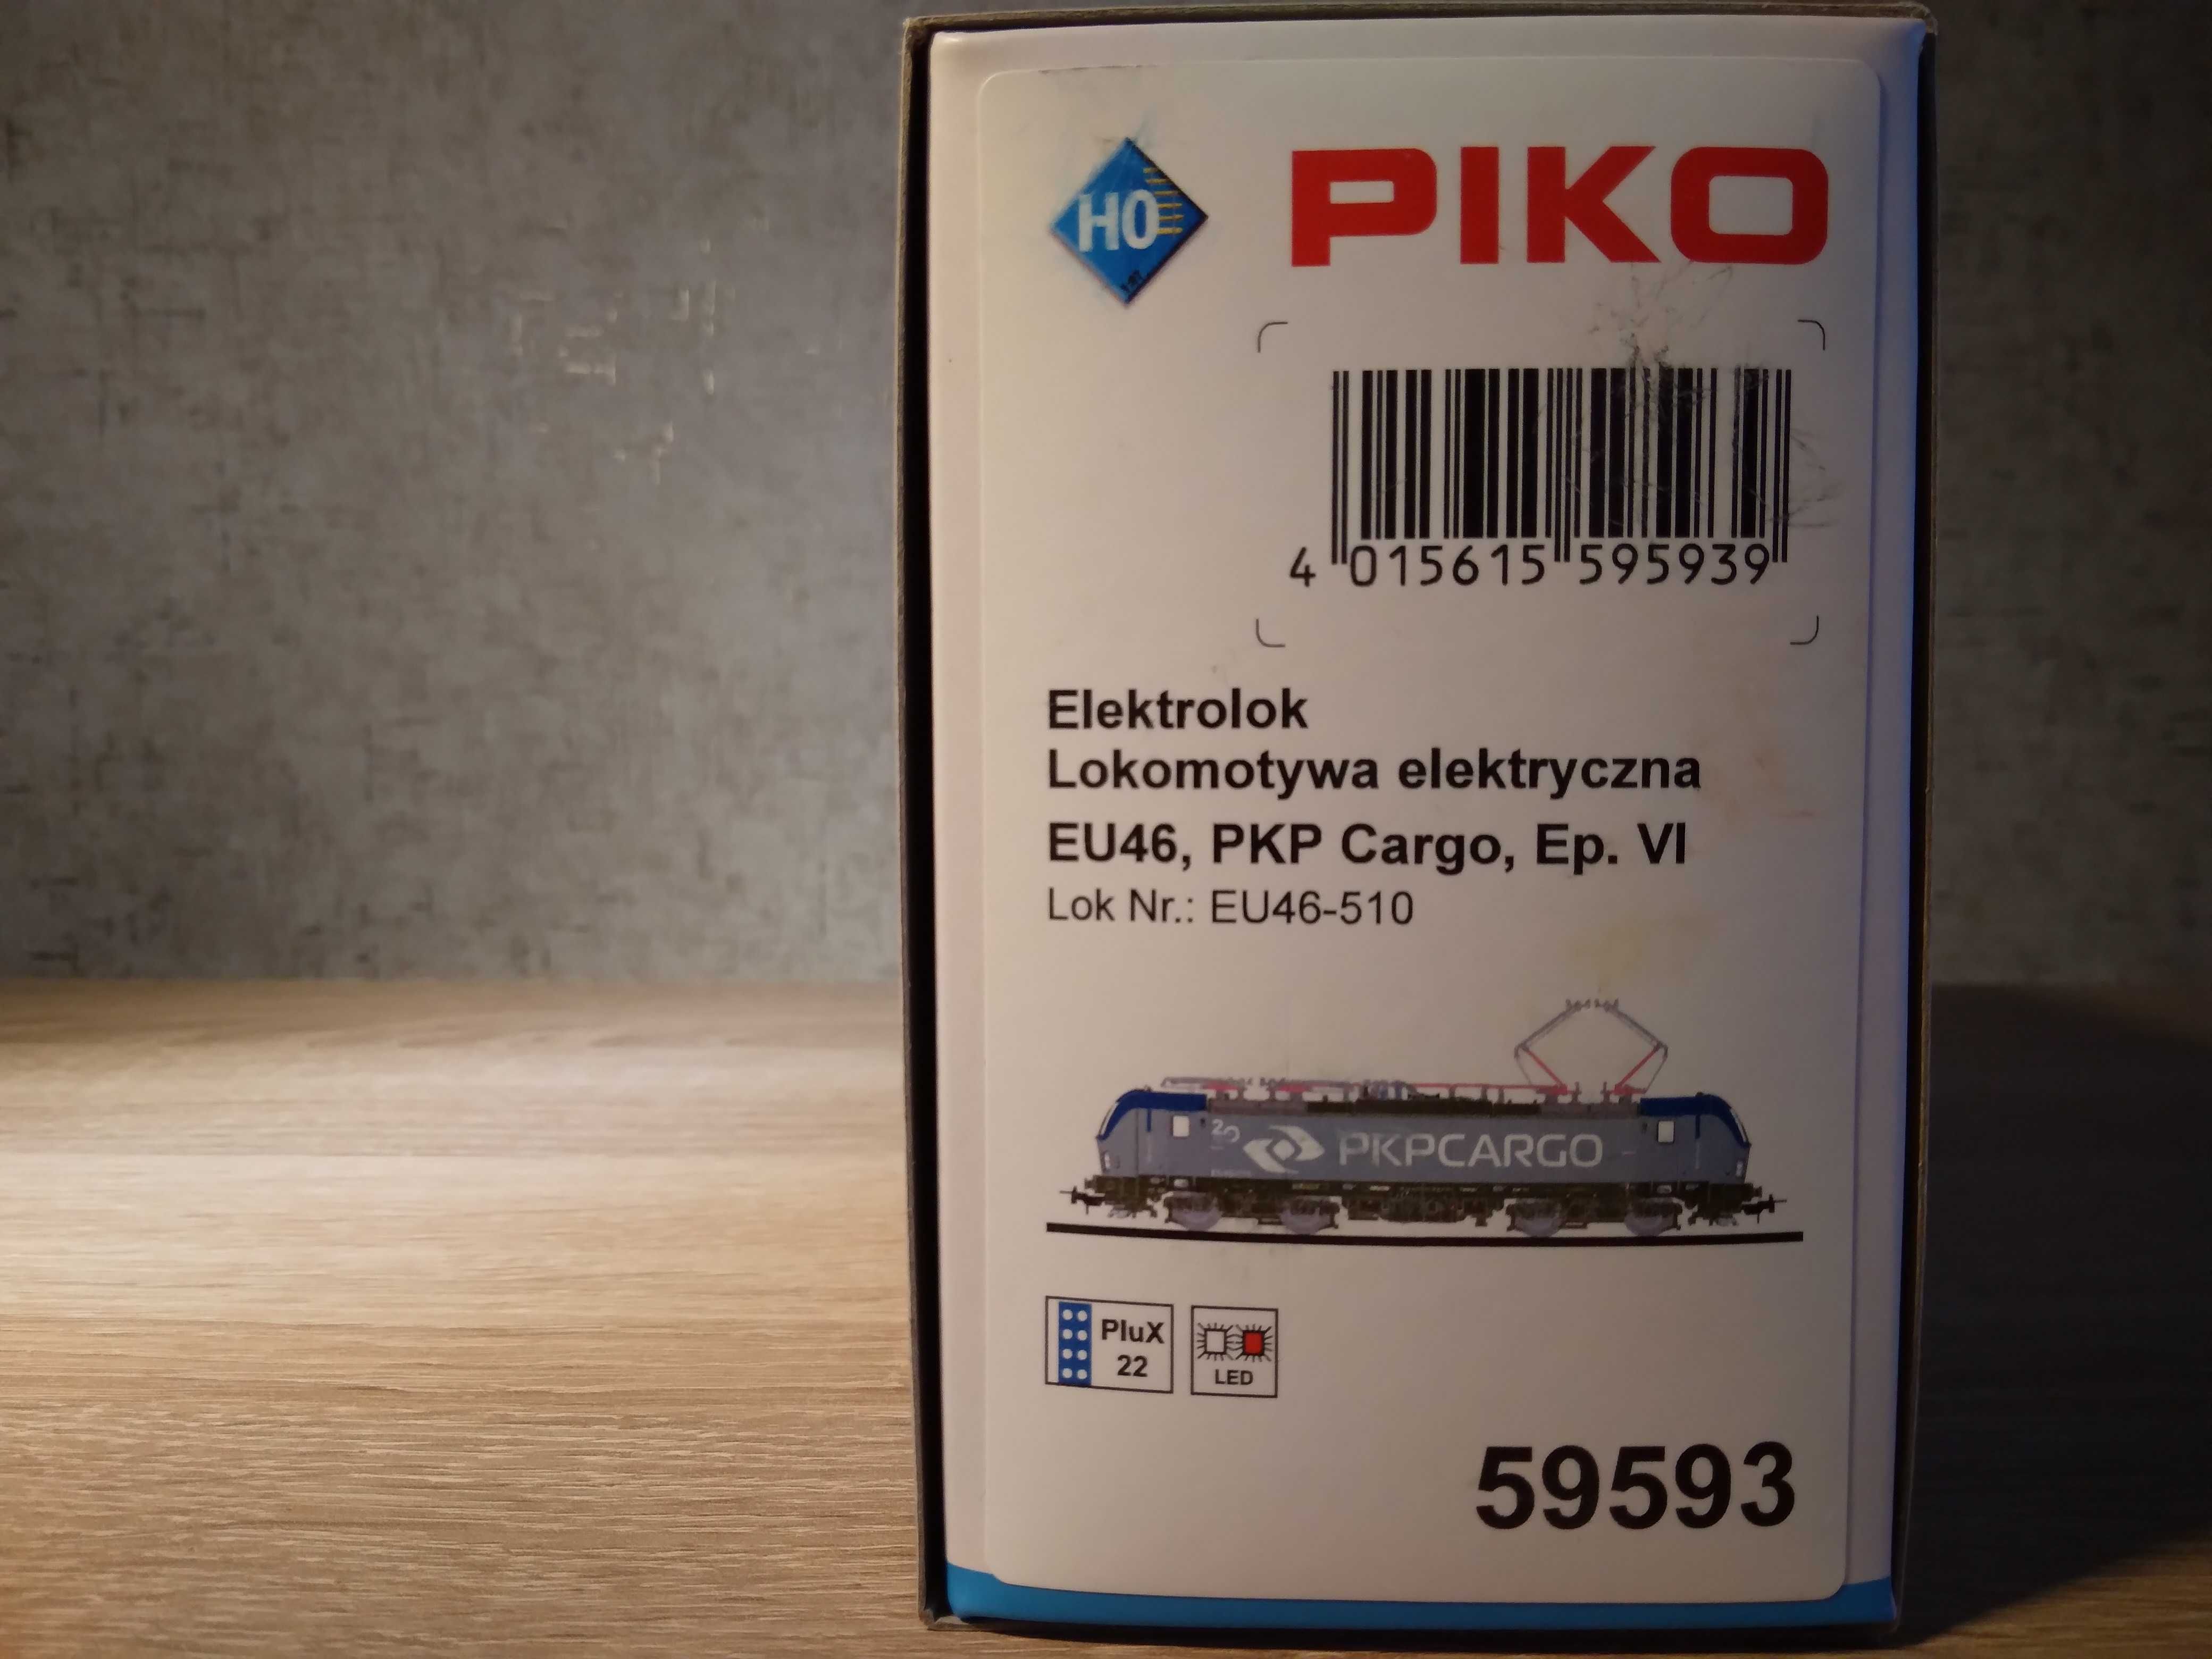 H0
PIKO
4 015615 595939
Elektrolok
Lokomotywa elektryczna
EU46, PKP Cargo, Ep. VI
Lok Nr.: EU46-510
20 PKPCARGO
PluX
22
LED
59593